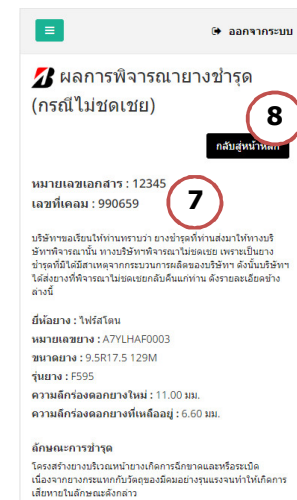 ออกจากระบบ
ผลการพิจารณายางชำรุด
(กรณีไม่ชดเชย)
8
กลับสู่หน้าหลัก
หมายเลขเอกสาร : 12345
เลขที่เคลม : 990659
7
บริษัทฯขอเรียนให้ท่านทราบว่า ยางชำรุดที่ท่านส่งมาให้ทางบริ
ษัทฯพิจารณานั้น ทางบริษัทฯพิจารณาไม่ชดเชย เพราะเป็นยาง
ชำรุดที่มิได้มีสาเหตุจากกระบวนการผลิตของบริษัทฯ ดังนั้นบริษัทฯ
ได้ส่งยางที่พิจารณาไม่ชดเชยกลับคืนแก่ท่าน ดังรายละเอียดข้าง
ล่างนี้
ยี่ห้อยาง : ไฟร์สโตน
หมายเลขยาง : A7YLHAF0003
ขนาดยาง : 9.5R17.5 129M
รุ่นยาง : F595
ความลึกร่องดอกยางใหม่ : 11.00 มม.
ความลึกร่องดอกยางที่เหลืออยู่ : 6.60 มม.
ลักษณะการชำรุด
โครงสร้างยางบริเวณหน้ายางเกิดการฉีกขาดและหรือระเบิด
เนื่องจากยางกระแทกกับวัตถุของมีคมอย่างรุนแรงจนทำให้เกิดการ
เสียหายในลักษณะดังกล่าว